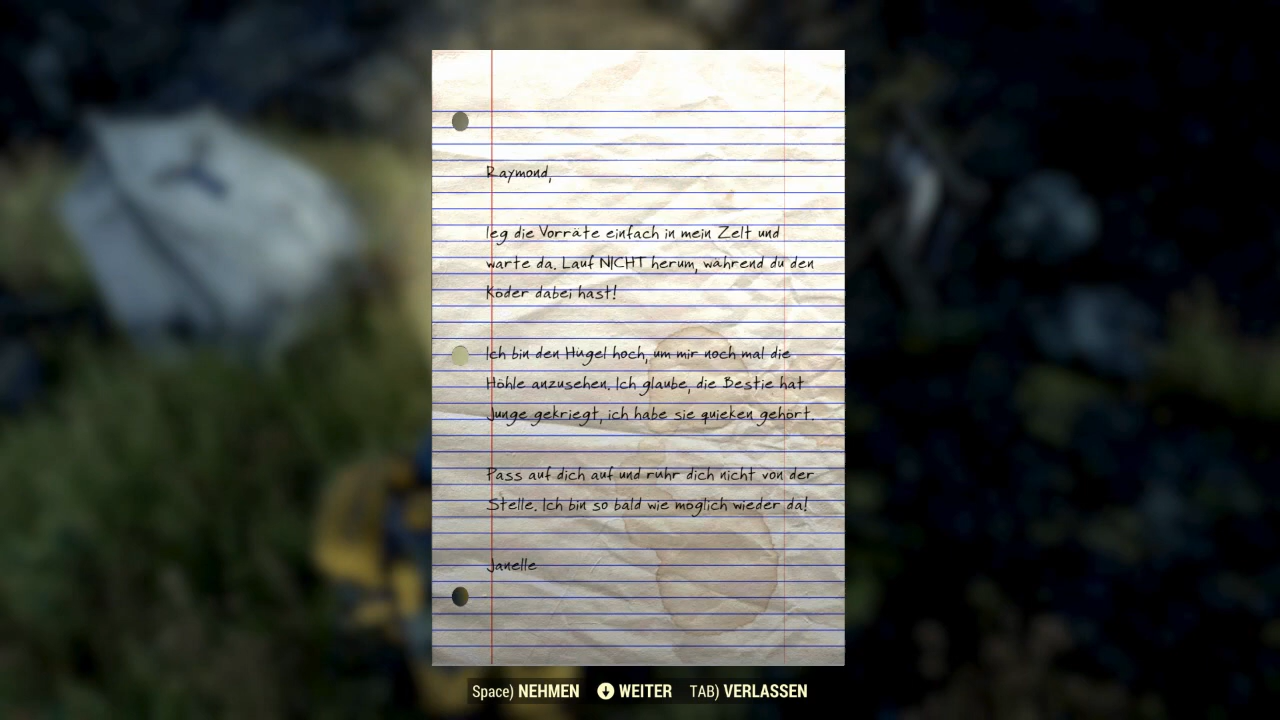 Raymond,
leg die Vorräte einfach in mein Zelt und
warte da. Lauf NICHT herum, während du den
Köder dabei hast!
Ich bin den Hügel hoch, um mir noch mal die
Höhle anzusehen. Ich glaube, die Bestie hat
Junge gekriegt, ich habe sie quieken gehört.
Pass auf dich auf und rühr dich nicht von der
Stelle. Ich bin so bald wie möglich wieder da!
Janelle
Space) NEHMEN WEITER TAB) VERLASSEN